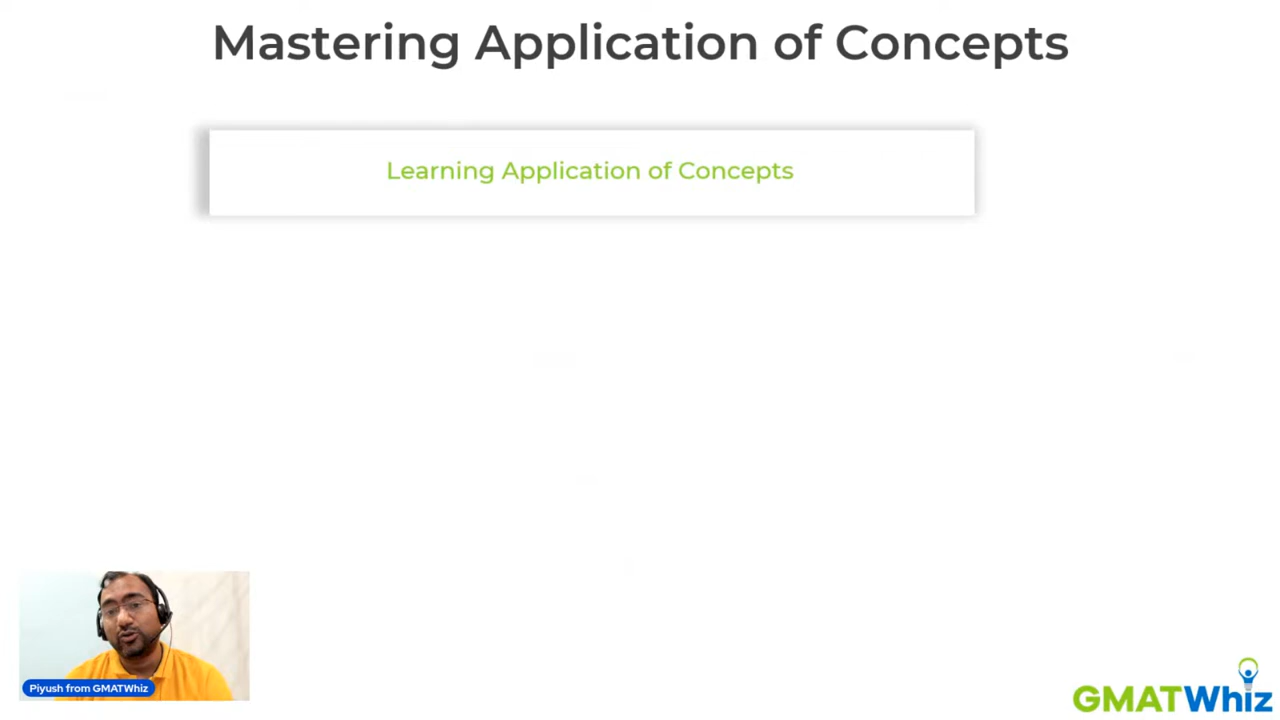 Mastering Application of Concepts
Learning Application of Concepts
Piyush from GMATWhiz
GMATWhiz